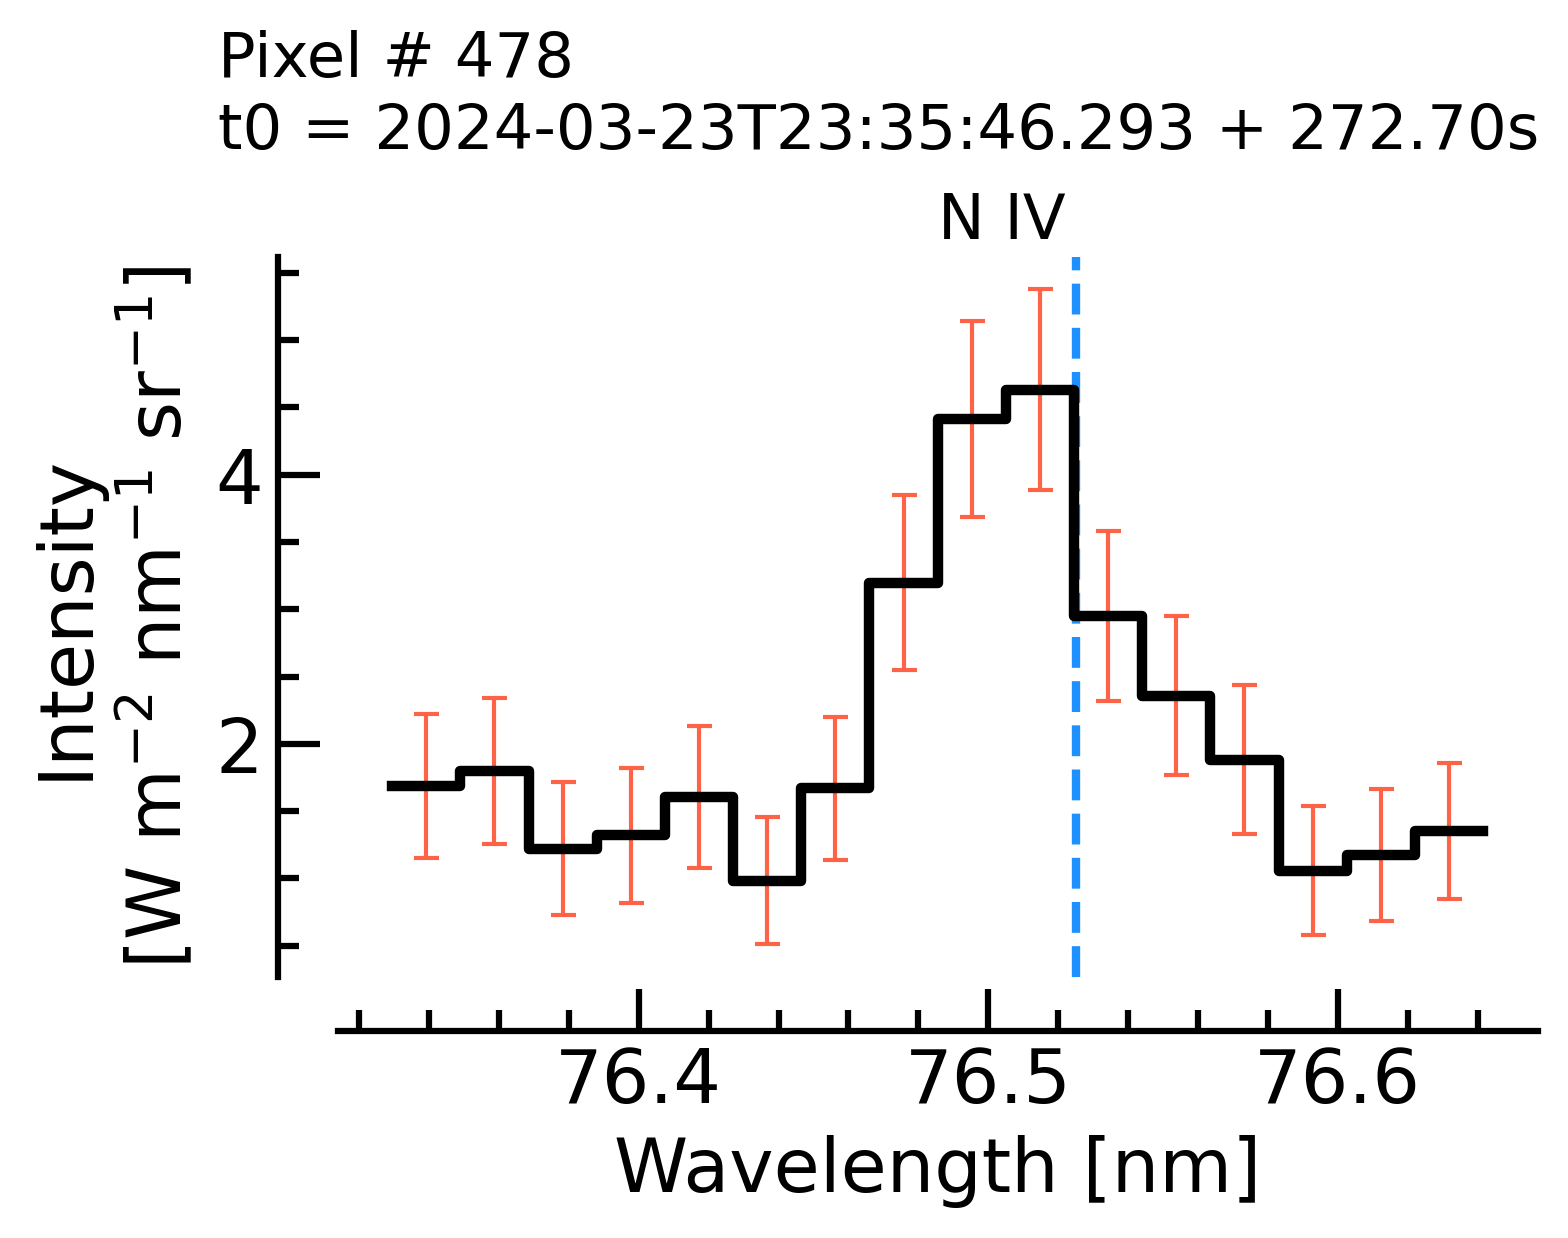 Pixel # 478
t0 = 2024-03-23T23:35:46.293 + 272.70s
N IV
Intensity
[W m⁻² nm⁻¹ sr⁻¹]
4
2
76.4 76.5 76.6
Wavelength [nm]